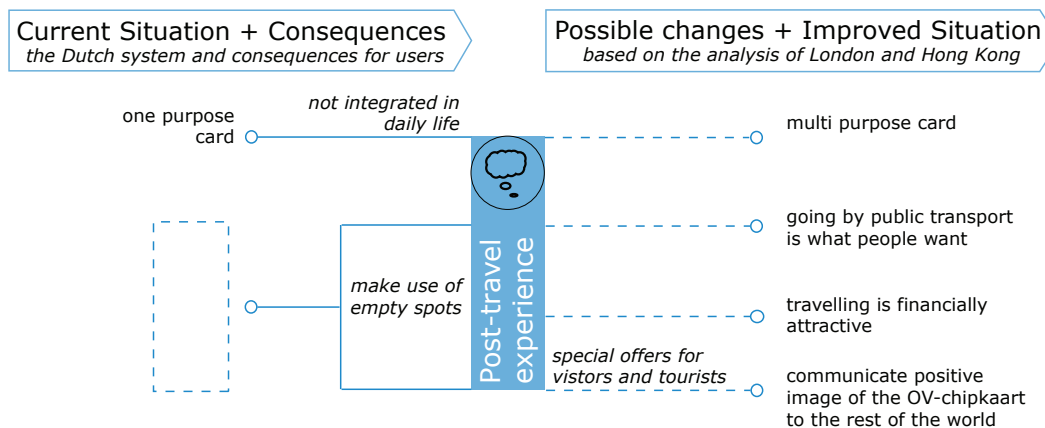 Current Situation + Consequences
the Dutch system and consequences for users
Possible changes + Improved Situation
based on the analysis of London and Hong Kong
one purpose
card
not integrated in
daily life
multi purpose card
make use of
empty spots
Post-travel
experience
going by public transport
is what people want
travelling is financially
attractive
special offers for
vistors and tourists
communicate positive
image of the OV-chipkaart
to the rest of the world